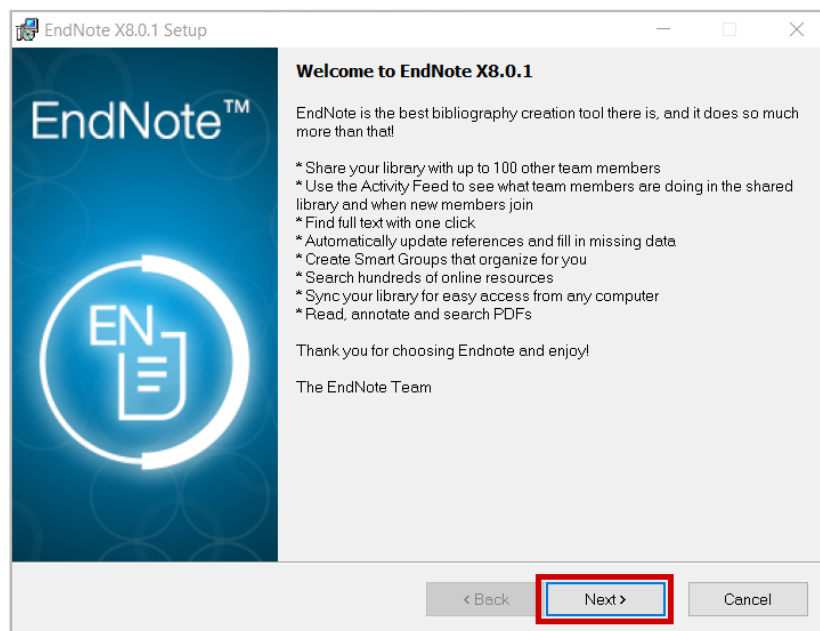 EndNote X8.0.1 Setup
EndNote™
EN
Welcome to EndNote X8.0.1
EndNote is the best bibliography creation tool there is, and it does so much
more than that!
* Share your library with up to 100 other team members
* Use the Activity Feed to see what team members are doing in the shared
library and when new members join
* Find full text with one click
* Automatically update references and fill in missing data
* Create Smart Groups that organize for you
* Search hundreds of online resources
* Sync your library for easy access from any computer
* Read, annotate and search PDFs
Thank you for choosing Endnote and enjoy!
The EndNote Team
< Back Next > Cancel